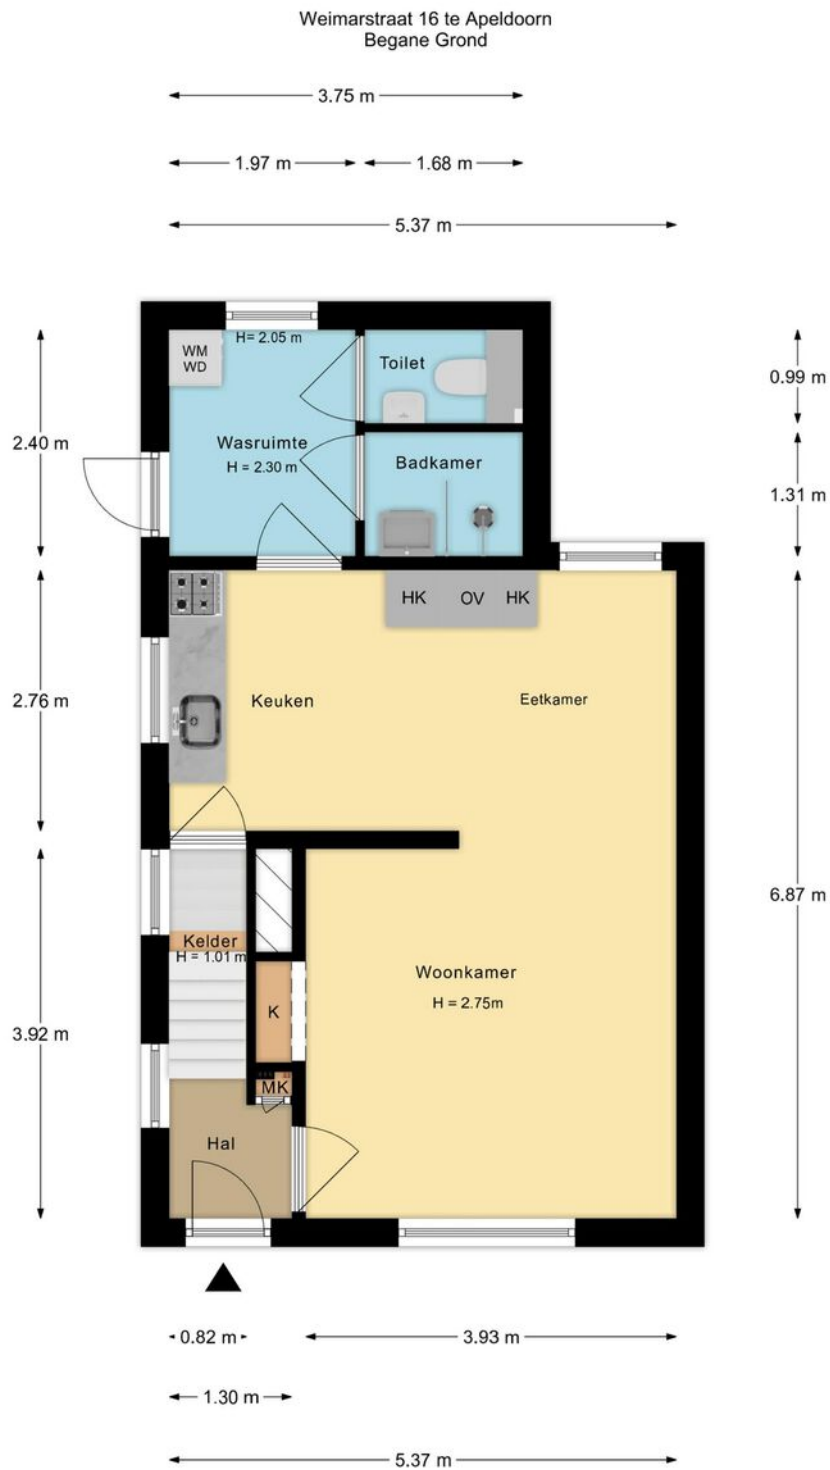 Weimarstraat 16 te Apeldoorn
Begane Grond
3.75 m
1.97 m
1.68 m
5.37 m
H= 2.05 m
WM
WD
Toilet
0.99 m
2.40 m
Wasruimte
H = 2.30 m
Badkamer
1.31 m
HK OV HK
2.76 m
Keuken
Eetkamer
6.87 m
Kelder
H = 1.01 m
Woonkamer
H = 2.75m
K
3.92 m
MK
Hal
0.82 m
3.93 m
1.30 m
5.37 m